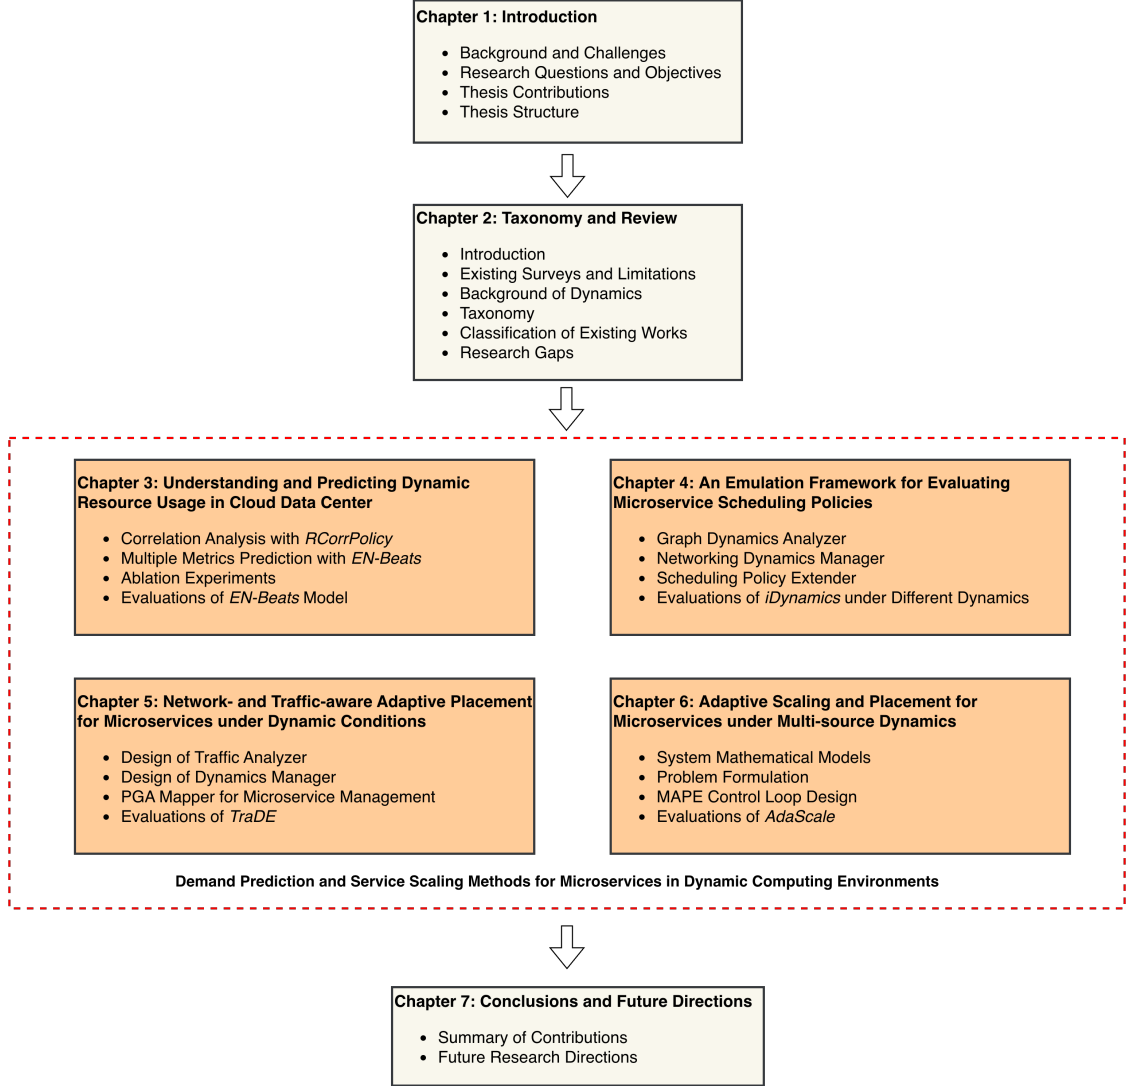 Chapter 1: Introduction
• Background and Challenges
• Research Questions and Objectives
• Thesis Contributions
• Thesis Structure
Chapter 2: Taxonomy and Review
• Introduction
• Existing Surveys and Limitations
• Background of Dynamics
• Taxonomy
• Classification of Existing Works
• Research Gaps
Chapter 3: Understanding and Predicting Dynamic
Resource Usage in Cloud Data Center
• Correlation Analysis with RCorrPolicy
• Multiple Metrics Prediction with EN-Beats
• Ablation Experiments
• Evaluations of EN-Beats Model
Chapter 4: An Emulation Framework for Evaluating
Microservice Scheduling Policies
• Graph Dynamics Analyzer
• Networking Dynamics Manager
• Scheduling Policy Extender
• Evaluations of iDynamics under Different Dynamics
Chapter 5: Network- and Traffic-aware Adaptive Placement
for Microservices under Dynamic Conditions
• Design of Traffic Analyzer
• Design of Dynamics Manager
• PGA Mapper for Microservice Management
• Evaluations of TraDE
Chapter 6: Adaptive Scaling and Placement for
Microservices under Multi-source Dynamics
• System Mathematical Models
• Problem Formulation
• MAPE Control Loop Design
• Evaluations of AdaScale
Demand Prediction and Service Scaling Methods for Microservices in Dynamic Computing Environments
Chapter 7: Conclusions and Future Directions
• Summary of Contributions
• Future Research Directions